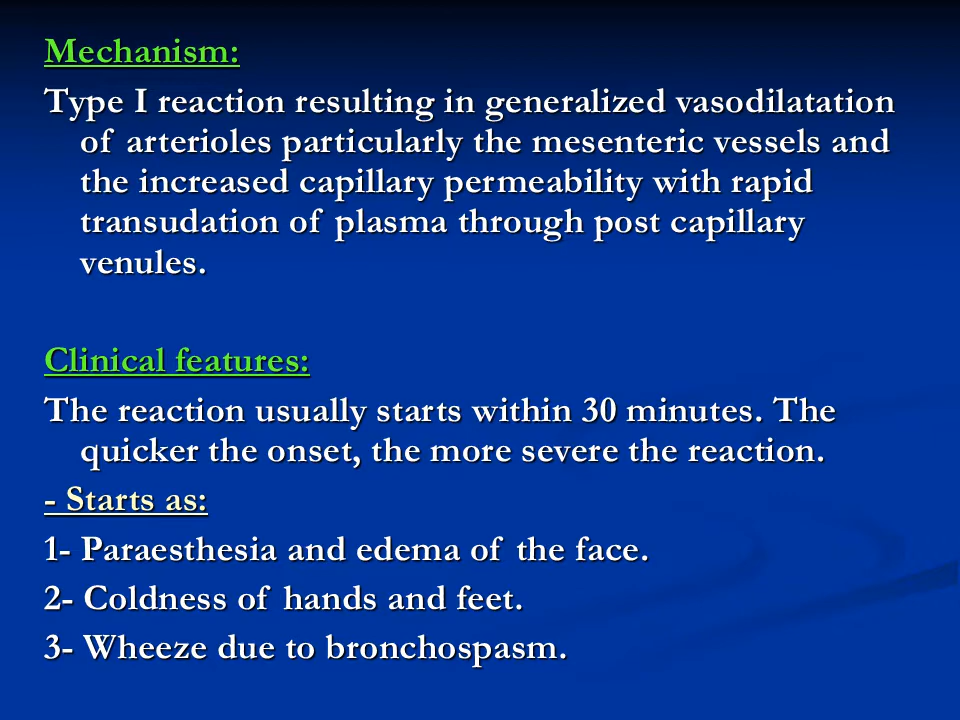 Mechanism:
Type I reaction resulting in generalized vasodilatation
of arterioles particularly the mesenteric vessels and
the increased capillary permeability with rapid
transudation of plasma through post capillary
venules.
Clinical features:
The reaction usually starts within 30 minutes. The
quicker the onset, the more severe the reaction.
- Starts as:
1- Paraesthesia and edema of the face.
2- Coldness of hands and feet.
3- Wheeze due to bronchospasm.